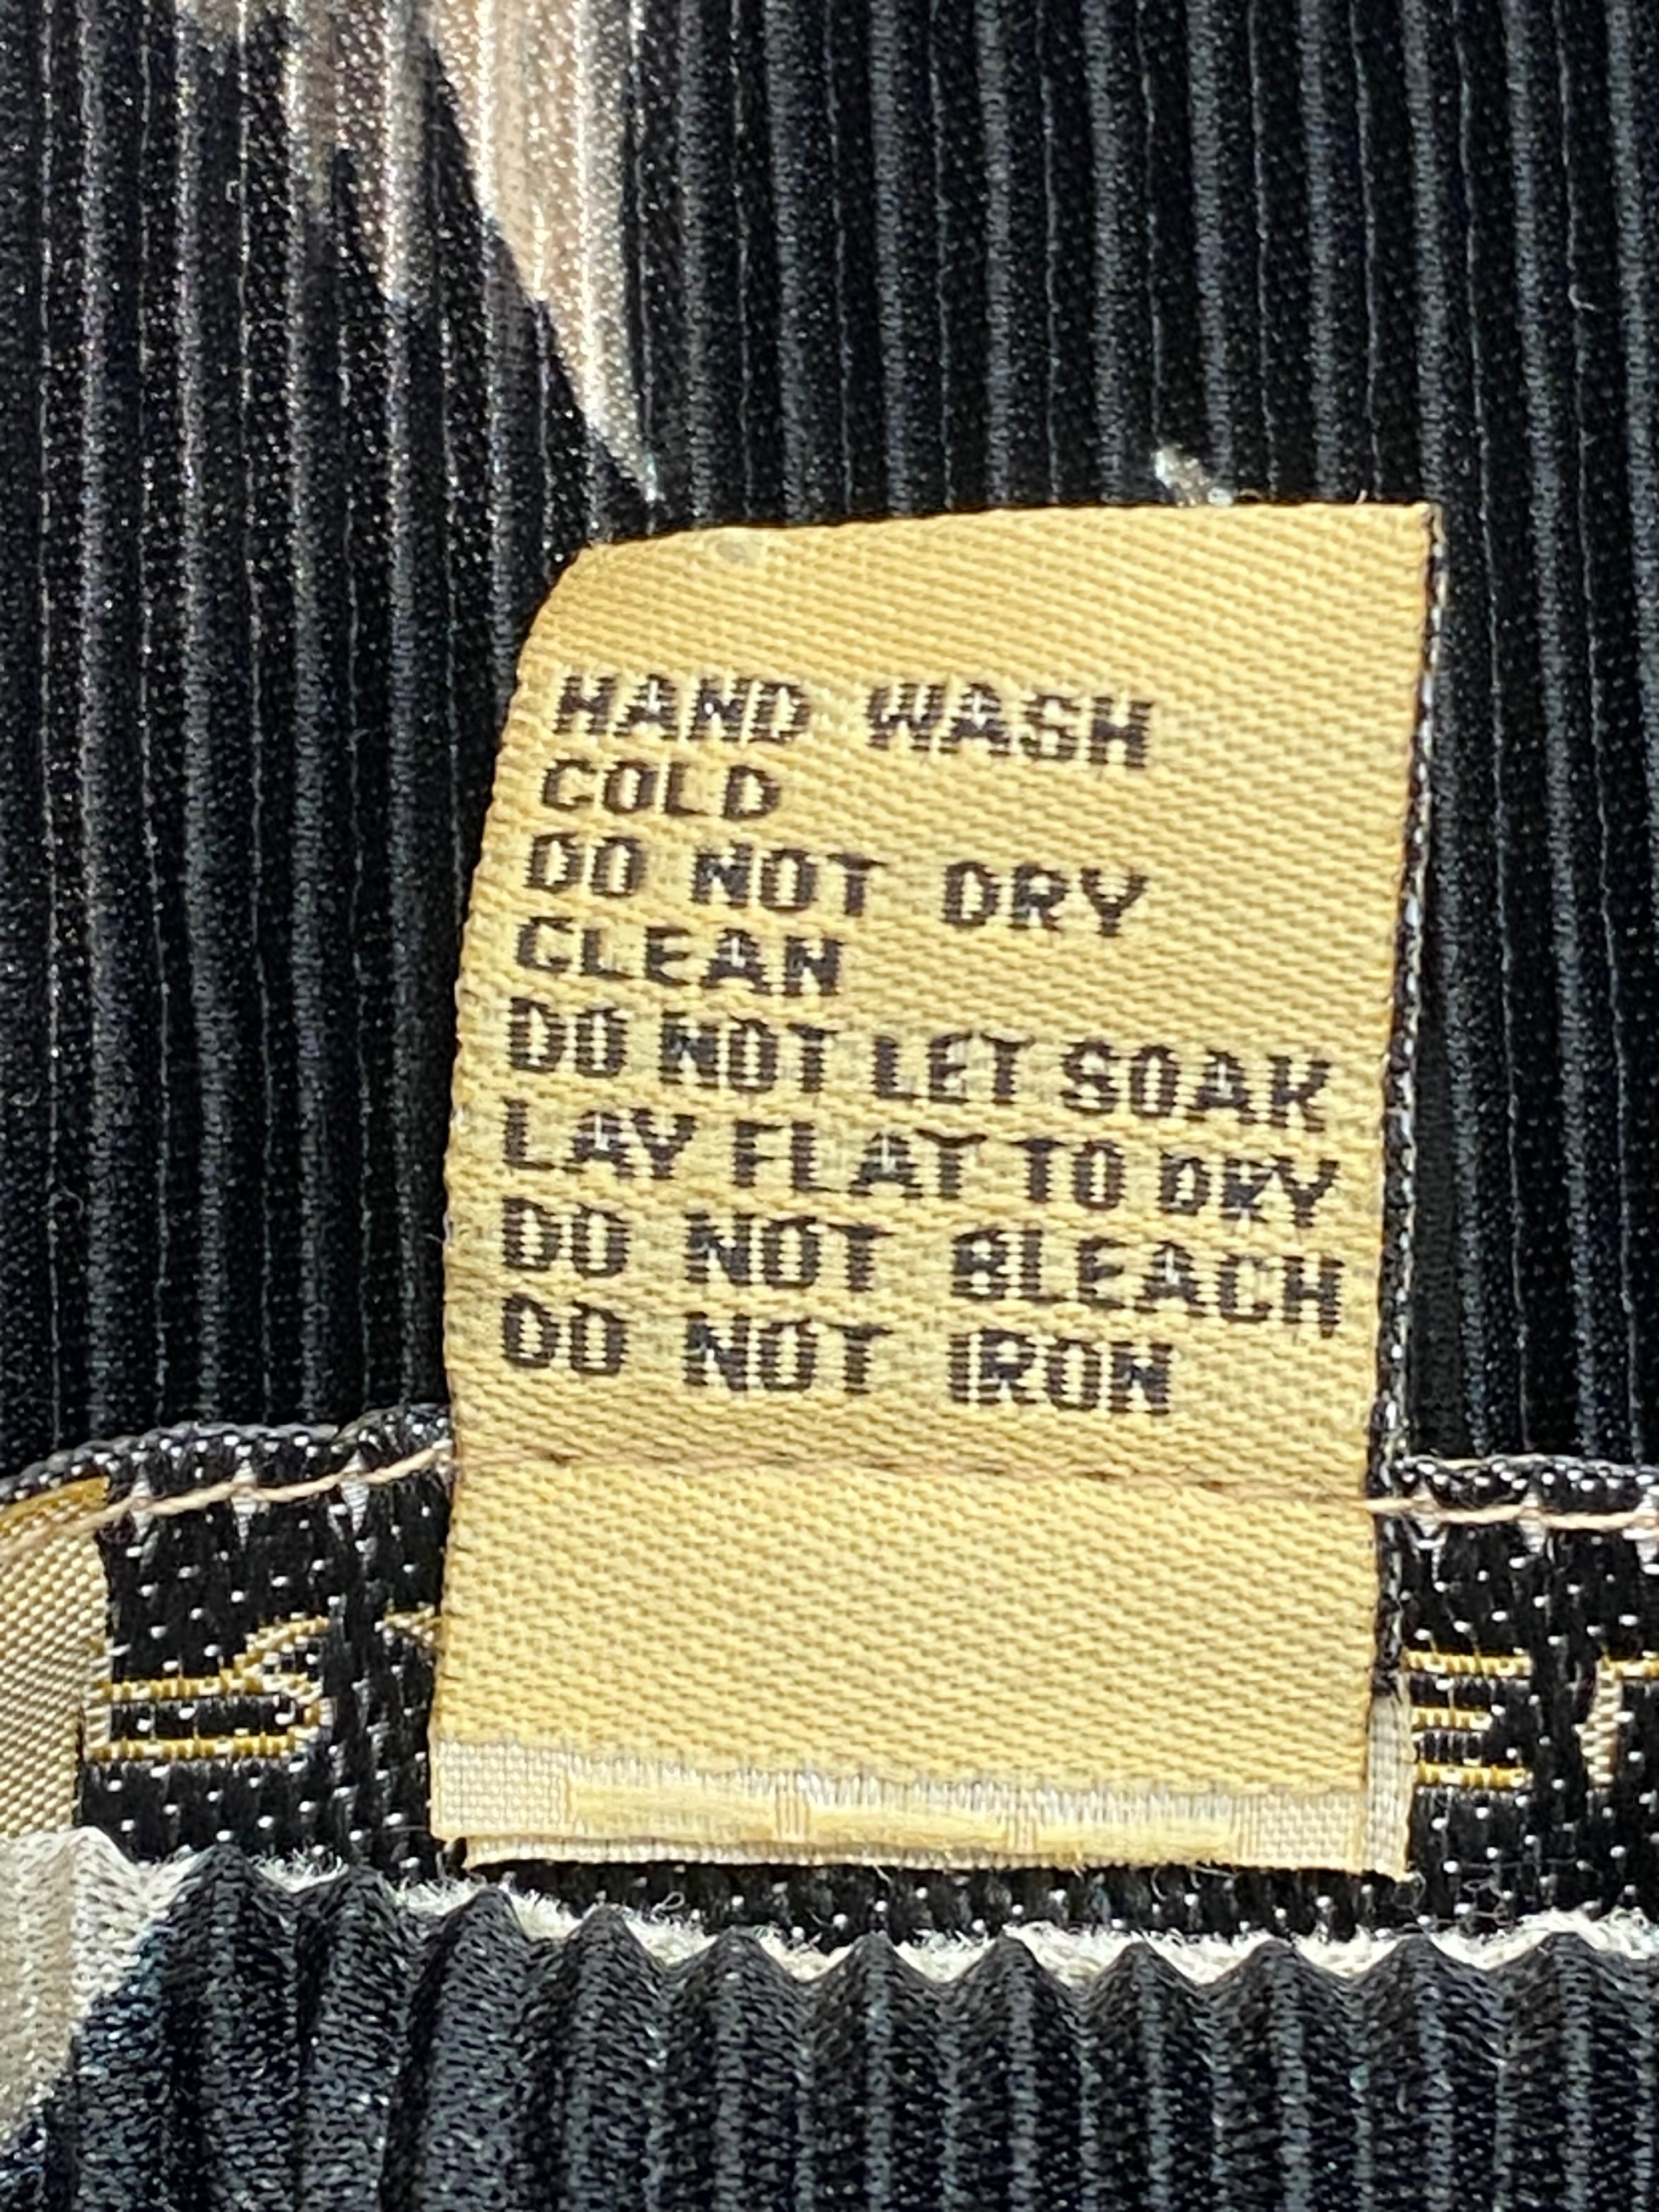 HAND WASH
COLD
DO NOT DRY
CLEAN
DO NOT LET SOAK
LAY FLAT TO DRY
DO NOT BLEACH
DO NOT IRON